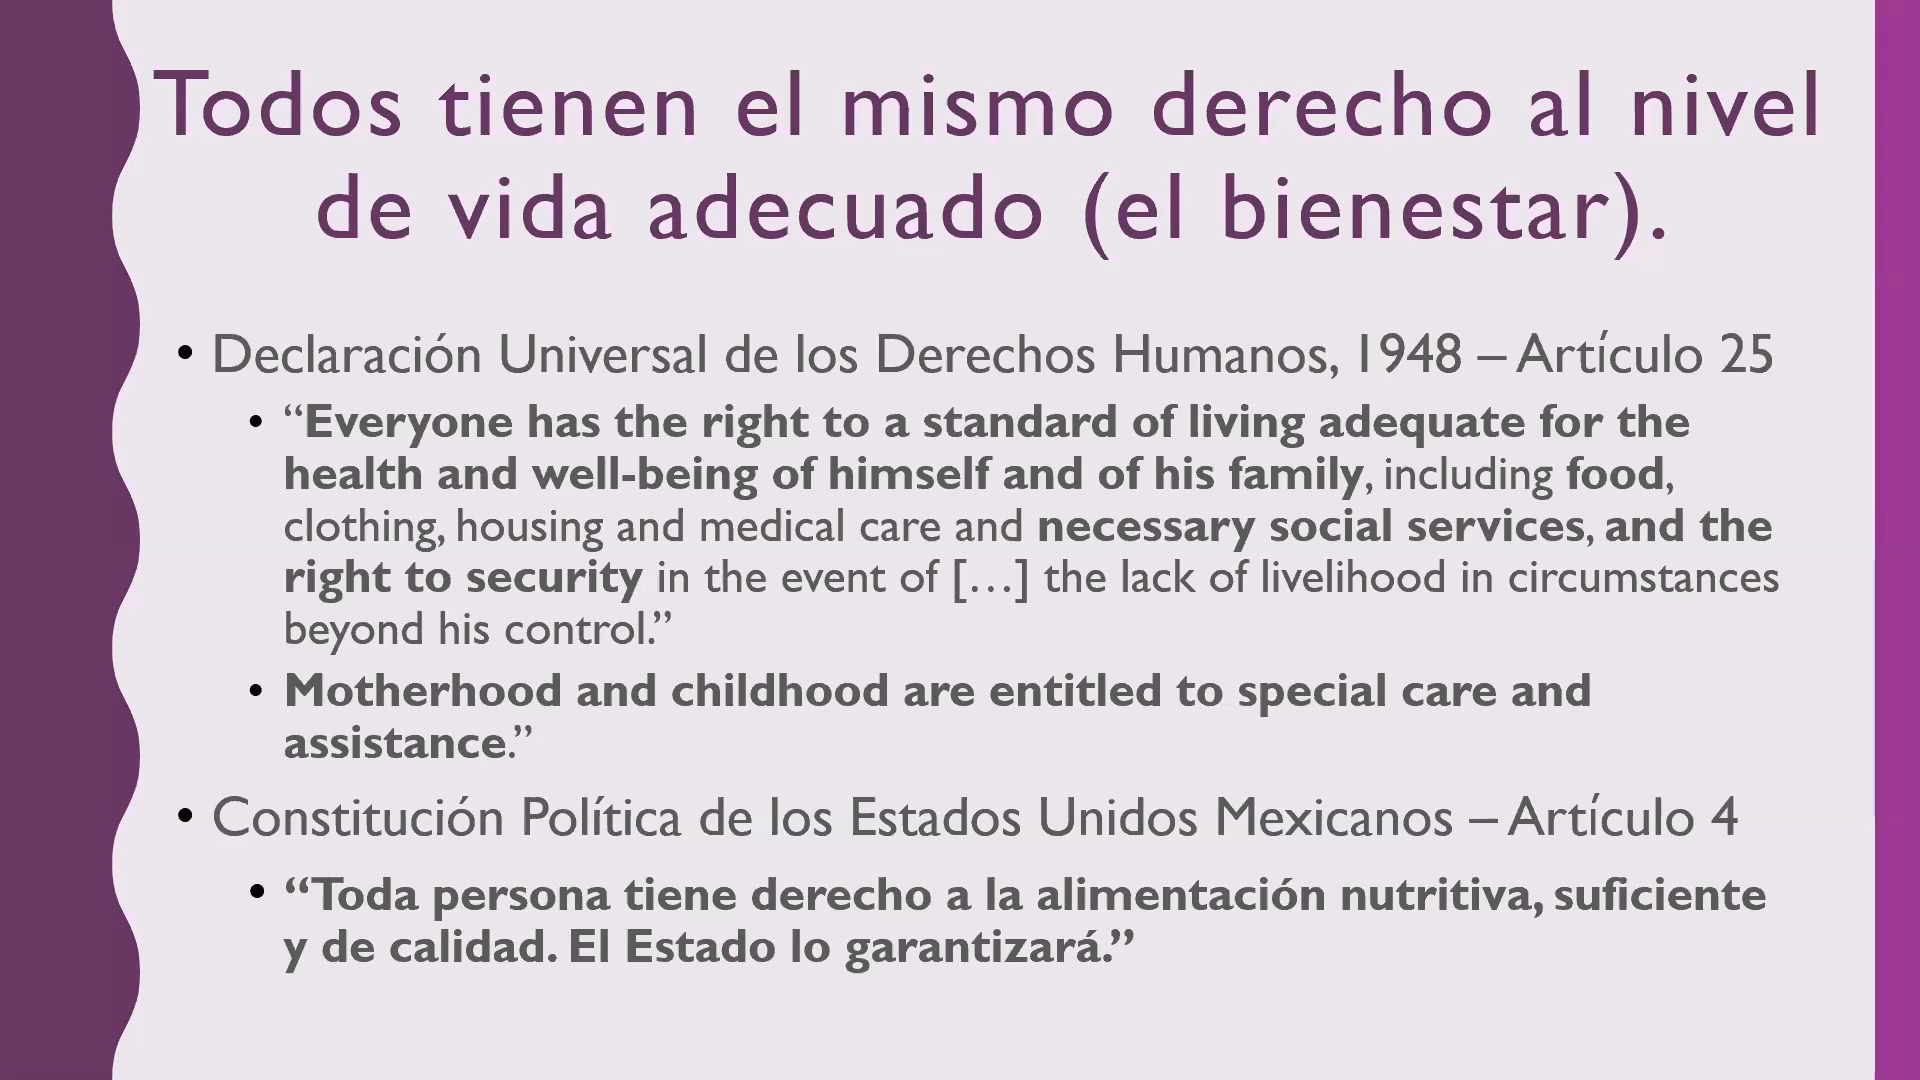 Todos tienen el mismo derecho al nivel
de vida adecuado (el bienestar).
• Declaración Universal de los Derechos Humanos, 1948 – Artículo 25
• “Everyone has the right to a standard of living adequate for the
health and well-being of himself and of his family, including food,
clothing, housing and medical care and necessary social services, and the
right to security in the event of […] the lack of livelihood in circumstances
beyond his control.”
• Motherhood and childhood are entitled to special care and
assistance.”
• Constitución Política de los Estados Unidos Mexicanos – Artículo 4
• “Toda persona tiene derecho a la alimentación nutritiva, suficiente
y de calidad. El Estado lo garantizará.”